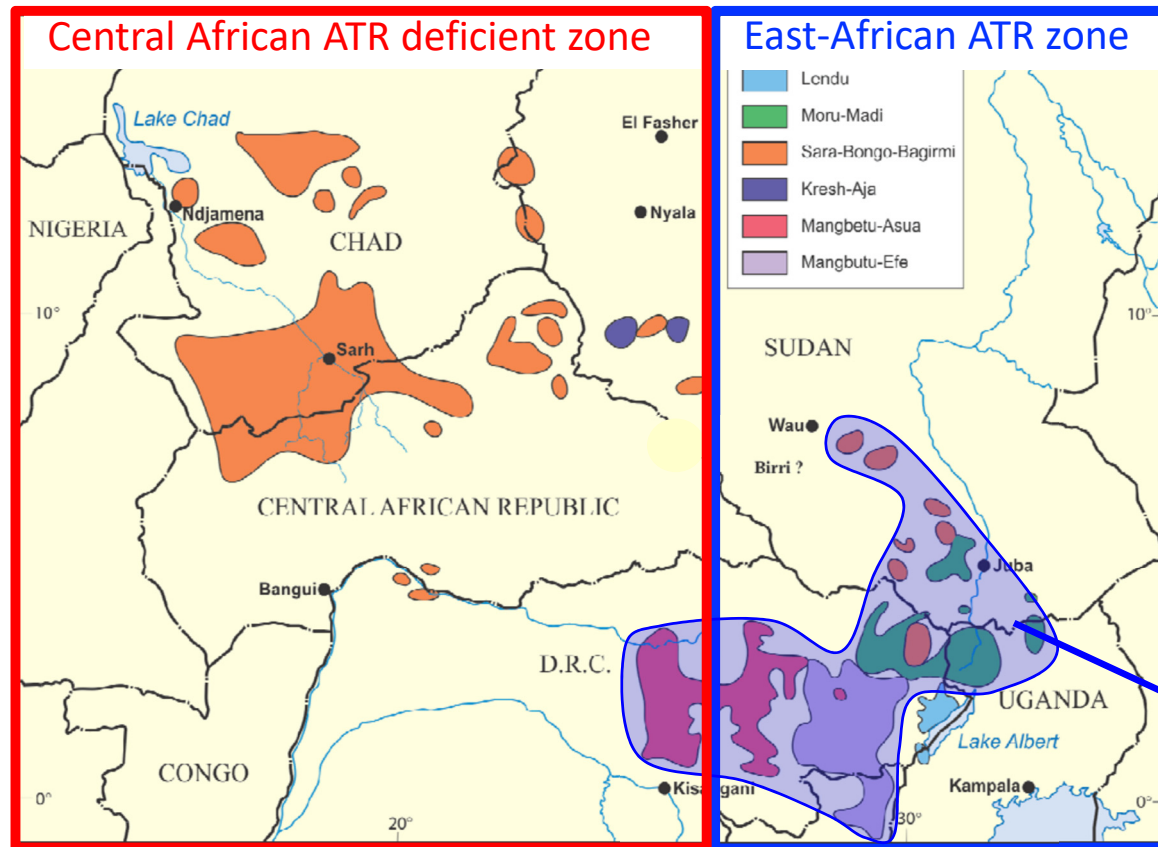 Central African ATR deficient zone
East-African ATR zone
Lendu
Moru-Madi
Sara-Bongo-Bagirmi
Kresh-Aja
Mangbetu-Asua
Mangbutu-Efe
Lake Chad
El Fasher
Ndjamena
Nyala
NIGERIA
CHAD
10°
10°
SUDAN
Sarh
Wau
Birri ?
CENTRAL AFRICAN REPUBLIC
Juba
Bangui
D.R.C.
UGANDA
Lake Albert
CONGO
Kisangani
Kampala
0°
0°
20°
30°